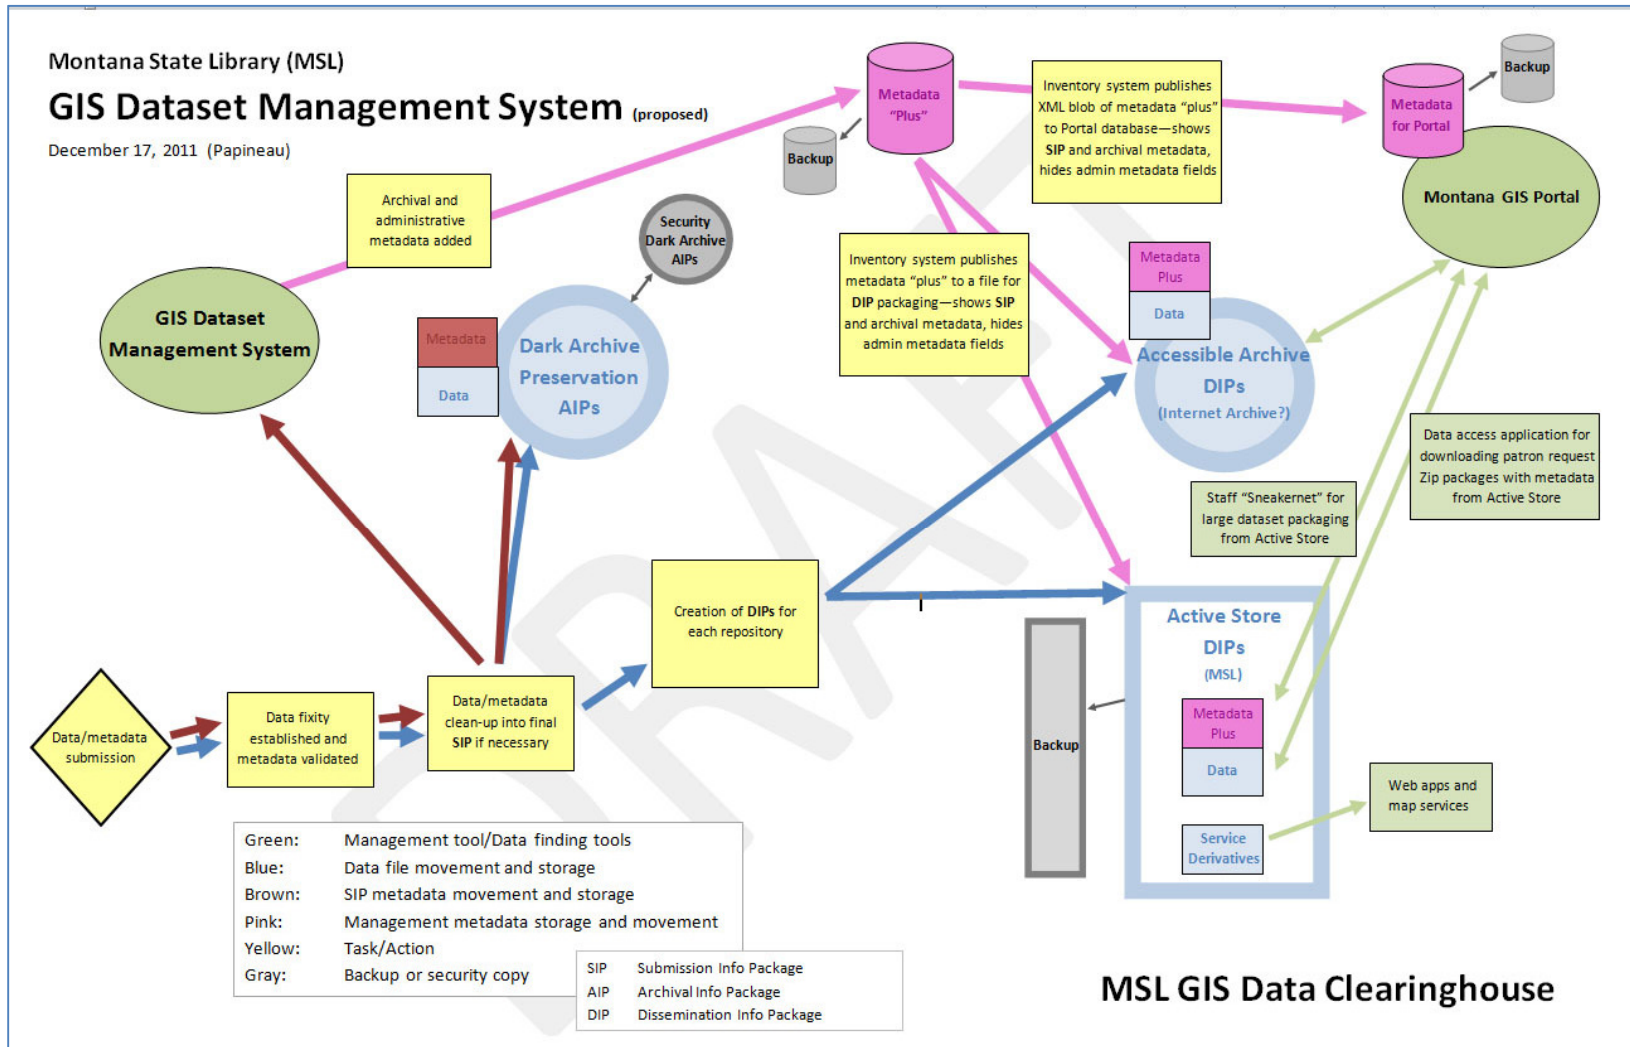 Montana State Library (MSL)
GIS Dataset Management System (proposed)
December 17, 2011 (Papineau)
Metadata
"Plus"
Backup
Inventory system publishes
XML blob of metadata "plus"
to Portal database—shows
SIP and archival metadata,
hides admin metadata fields
Metadata
for Portal
Backup
Montana GIS Portal
Archival and
administrative
metadata added
Security
Dark Archive
AIPs
Inventory system publishes
metadata "plus" to a file for
DIP packaging—shows SIP
and archival metadata, hides
admin metadata fields
Metadata
Plus
Data
Accessible Archive
DIPs
(Internet Archive?)
GIS Dataset
Management System
Metadata
Data
Dark Archive
Preservation
AIPs
Data access application for
downloading patron request
Zip packages with metadata
from Active Store
Staff "Sneakernet" for
large dataset packaging
from Active Store
Creation of DIPs for
each repository
Active Store
DIPs
(MSL)
Metadata
Plus
Data
Service
Derivatives
Backup
Web apps and
map services
Data/metadata
submission
Data fixity
established and
metadata validated
Data/metadata
clean-up into final
SIP if necessary
Green: Management tool/Data finding tools
Blue: Data file movement and storage
Brown: SIP metadata movement and storage
Pink: Management metadata storage and movement
Yellow: Task/Action
Gray: Backup or security copy
SIP Submission Info Package
AIP Archival Info Package
DIP Dissemination Info Package
MSL GIS Data Clearinghouse
DRAFT